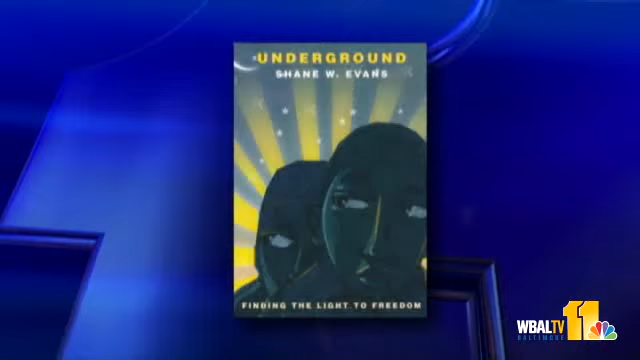 UNDERGROUND
SHANE W. EVANS
FINDING THE LIGHT TO FREEDOM
WBALTV 11
BALTIMORE